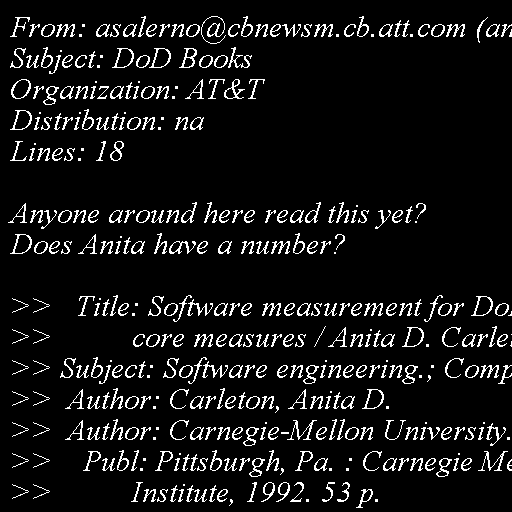 From: asalerno@cbnewsm.cb.att.com (an
Subject: DoD Books
Organization: AT&T
Distribution: na
Lines: 18

Anyone around here read this yet?
Does Anita have a number?

>>   Title: Software measurement for Do
>>          core measures / Anita D. Carle
>> Subject: Software engineering.; Comp
>>  Author: Carleton, Anita D.
>>  Author: Carnegie-Mellon University.
>>    Publ: Pittsburgh, Pa. : Carnegie Me
>>          Institute, 1992. 53 p.